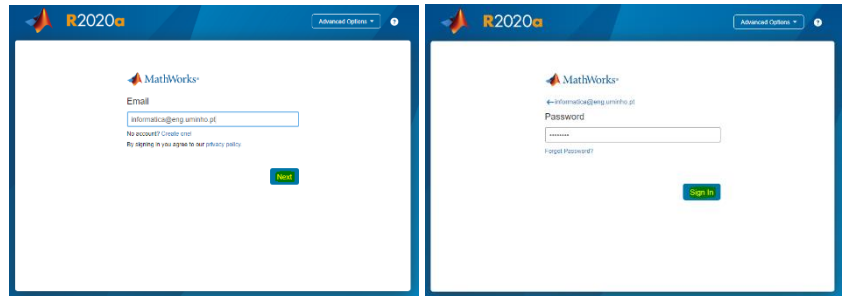 R2020a
Advanced Options
?
MathWorks®
Email
informatica@eng.uminho.pt
No account? Create one!
By signing in you agree to our privacy policy.
Next
R2020a
Advanced Options
?
MathWorks®
informatica@eng.uminho.pt
Password
••••••••
Forgot Password?
Sign In